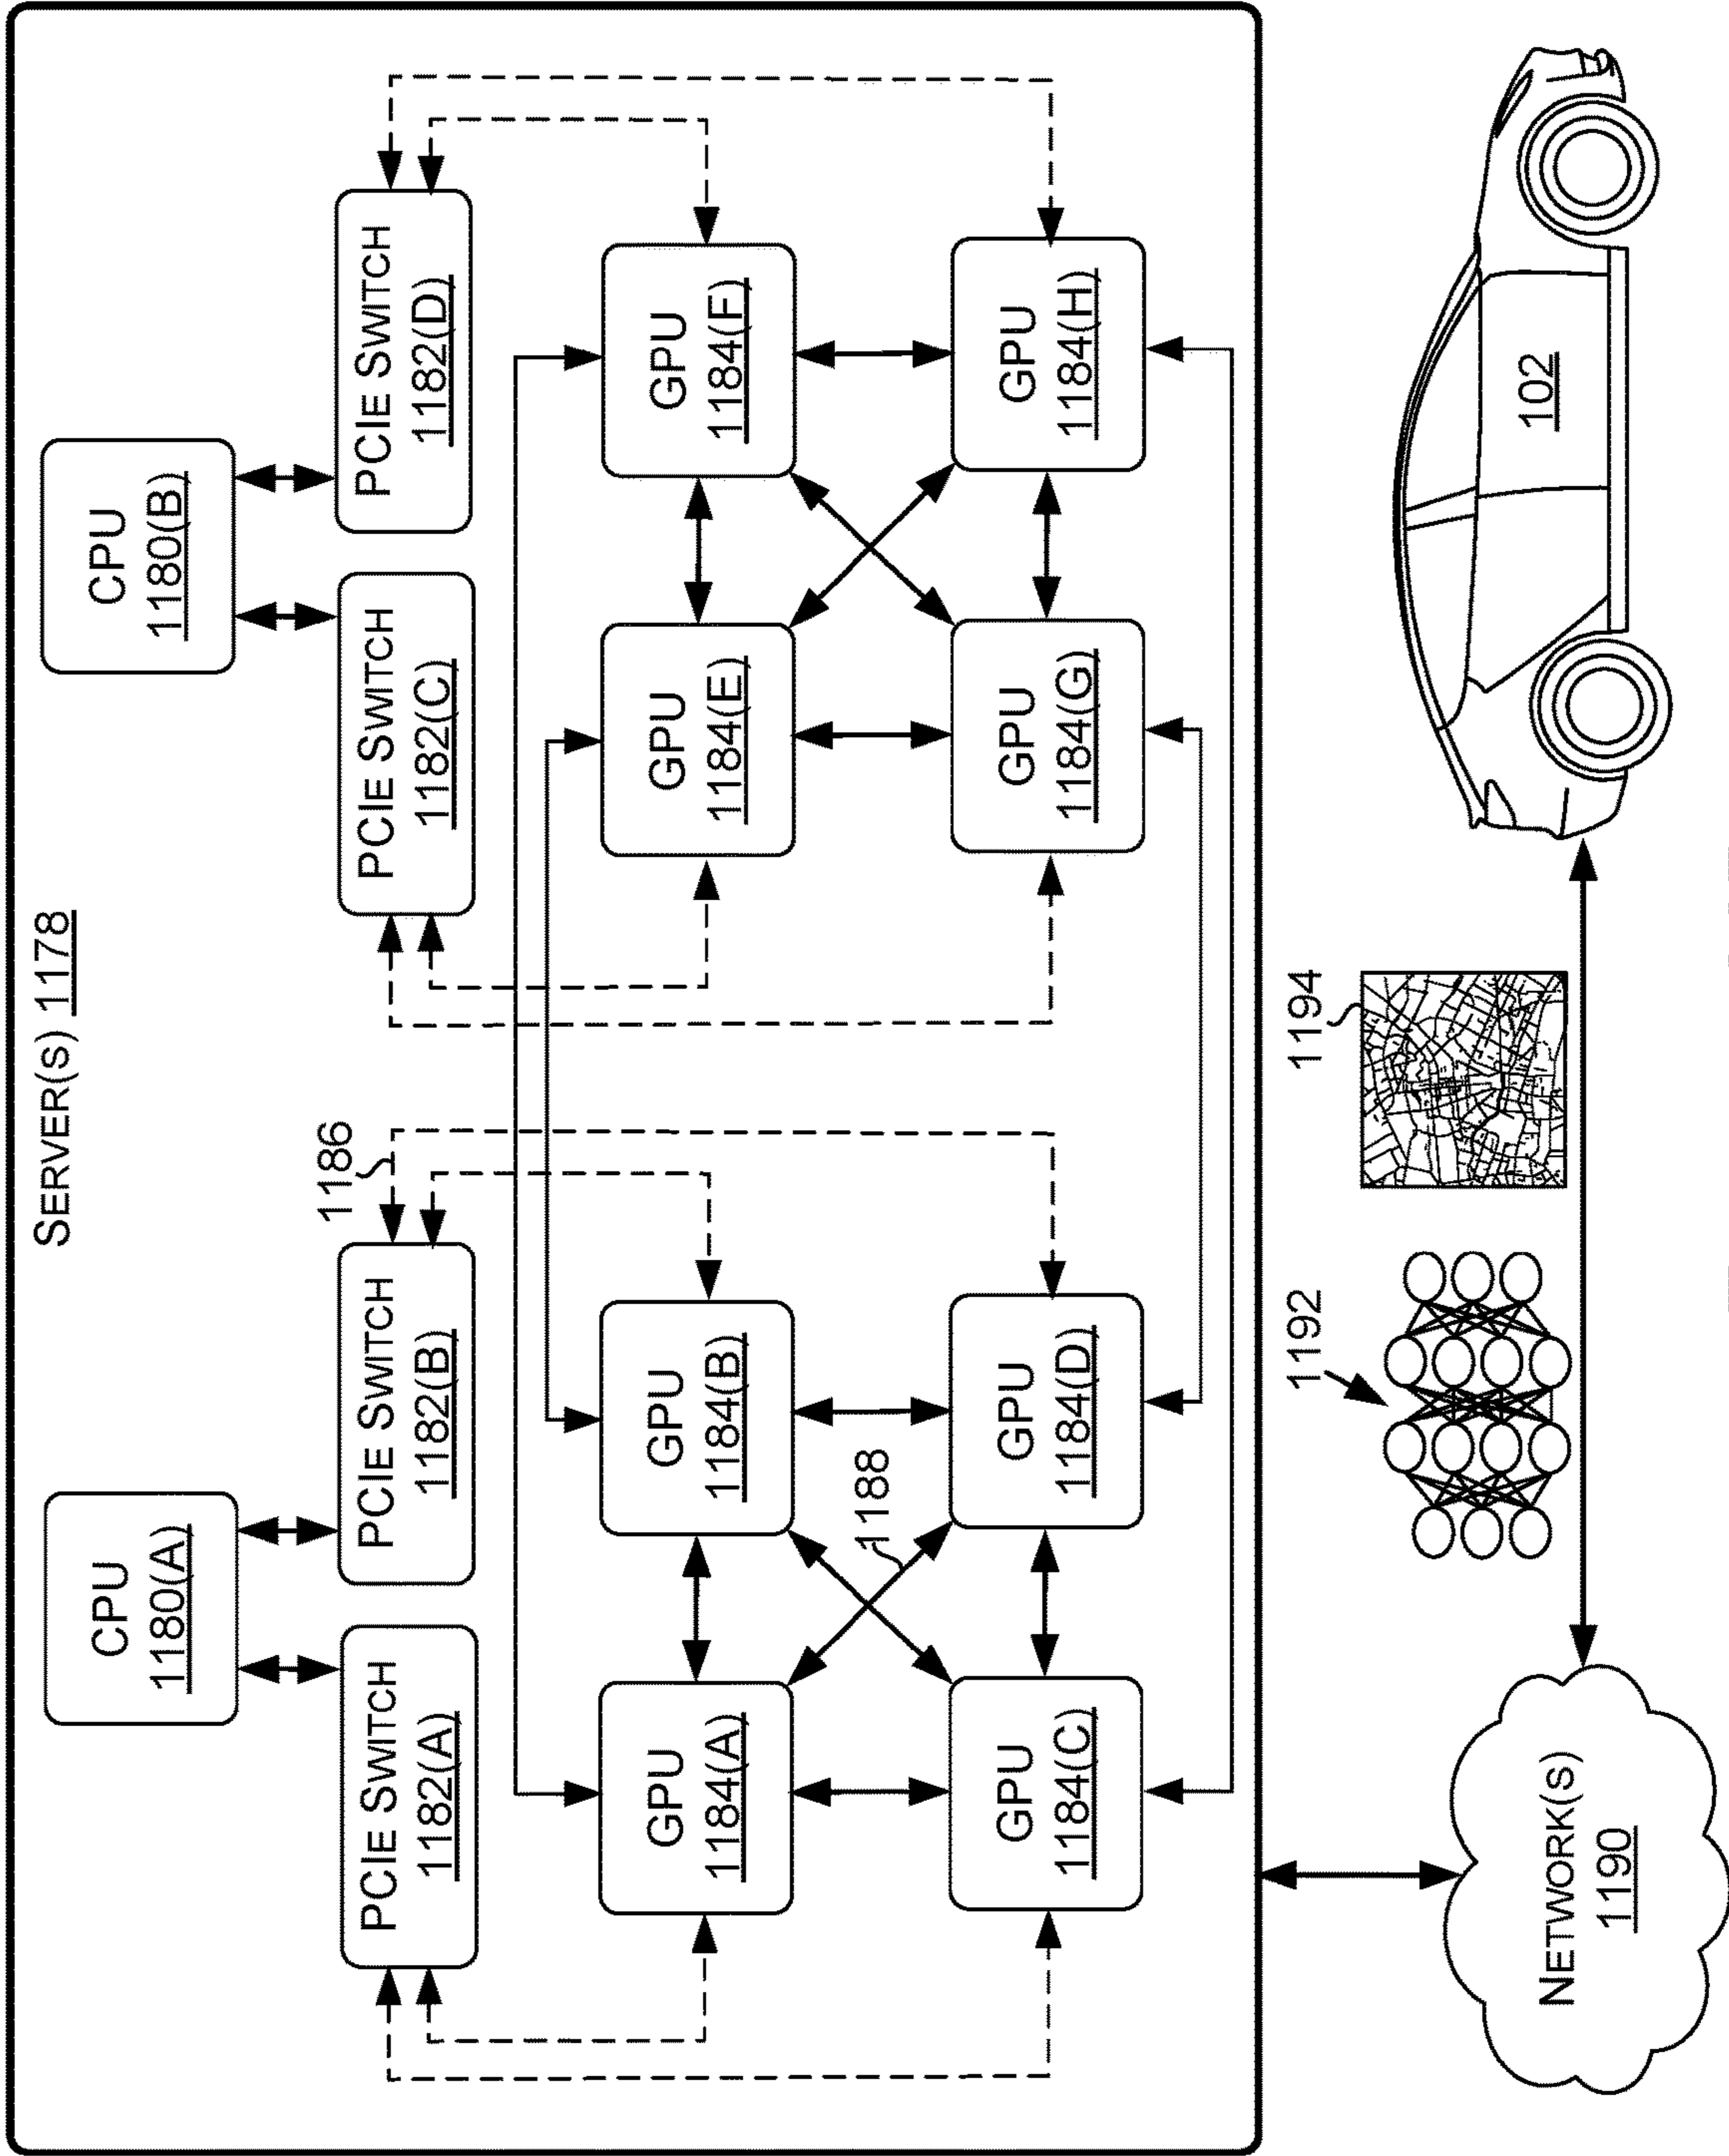 SERVER(S) 1178
CPU
1180(A)
CPU
1180(B)
PCIE SWITCH
1182(A)
PCIE SWITCH
1182(B)
PCIE SWITCH
1182(C)
PCIE SWITCH
1182(D)
1186
GPU
1184(A)
GPU
1184(B)
GPU
1184(E)
GPU
1184(F)
1188
GPU
1184(C)
GPU
1184(D)
GPU
1184(G)
GPU
1184(H)
1192
1194
NETWORK(S)
1190
102